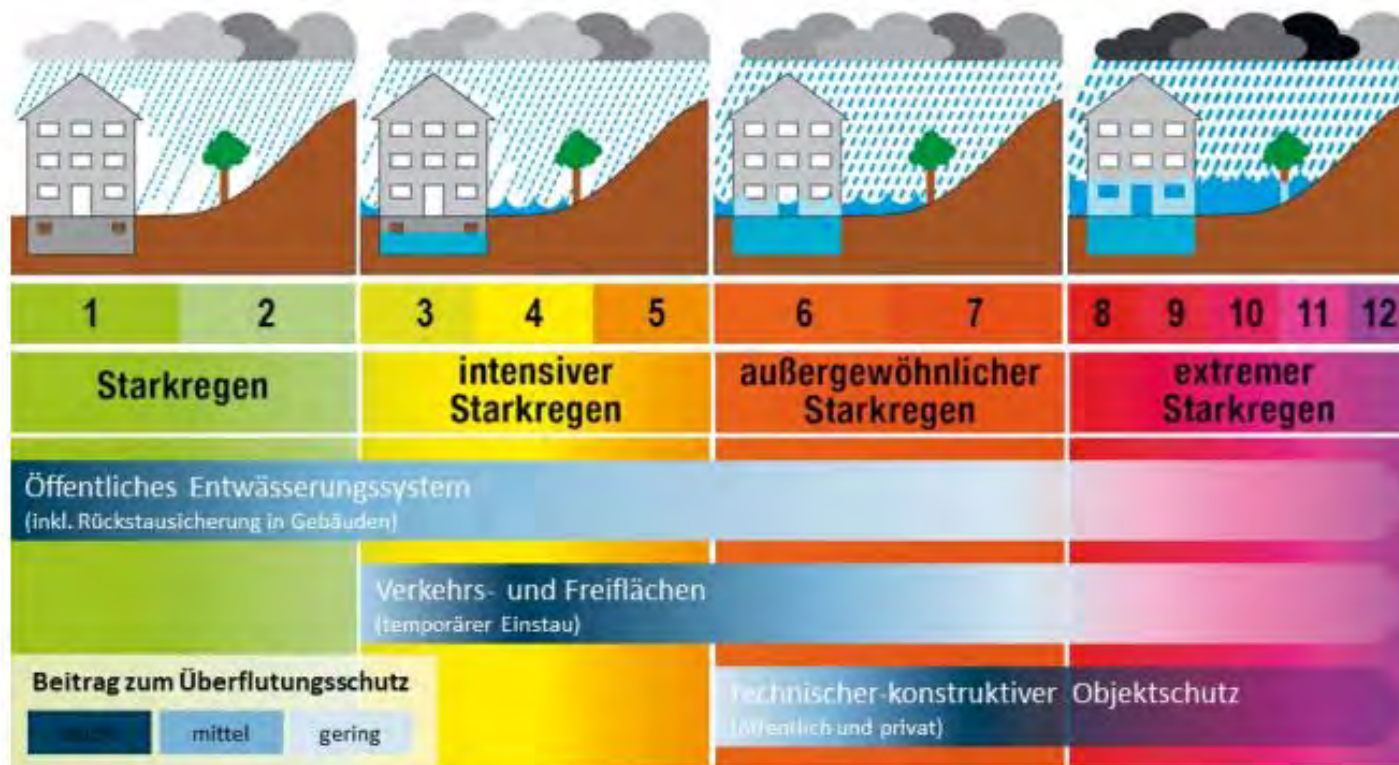 1 2 3 4 5 6 7 8 9 10 11 12
Starkregen
intensiver
Starkregen
außergewöhnlicher
Starkregen
extremer
Starkregen
Öffentliches Entwässerungssystem
(inkl. Rückstausicherung in Gebäuden)
Verkehrs- und Freiflächen
(temporärer Einstau)
Technischer-konstruktiver Objektschutz
(öffentlich und privat)
Beitrag zum Überflutungsschutz
mittel gering